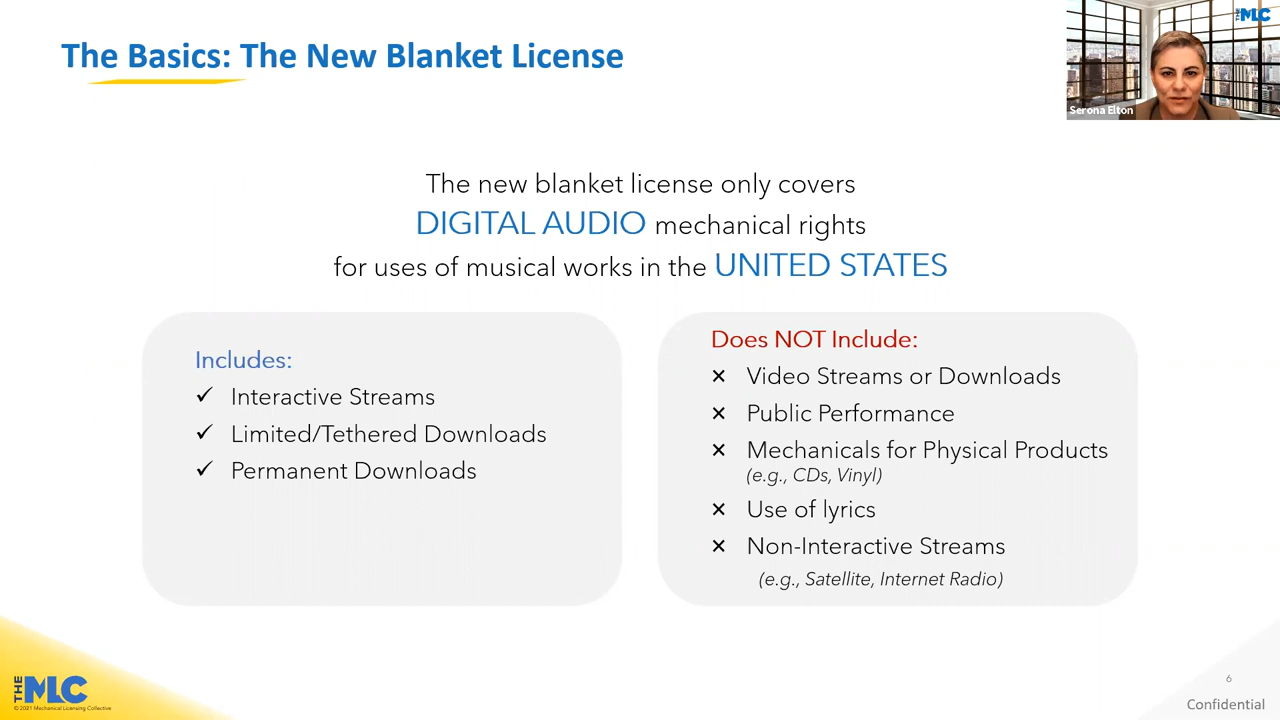 The Basics: The New Blanket License
THE MLC
Serona Elton
The new blanket license only covers
DIGITAL AUDIO mechanical rights
for uses of musical works in the UNITED STATES
Includes:
✓ Interactive Streams
✓ Limited/Tethered Downloads
✓ Permanent Downloads
Does NOT Include:
× Video Streams or Downloads
× Public Performance
× Mechanicals for Physical Products
(e.g., CDs, Vinyl)
× Use of lyrics
× Non-Interactive Streams
(e.g., Satellite, Internet Radio)
THE MLC
© 2021 Mechanical Licensing Collective
6
Confidential